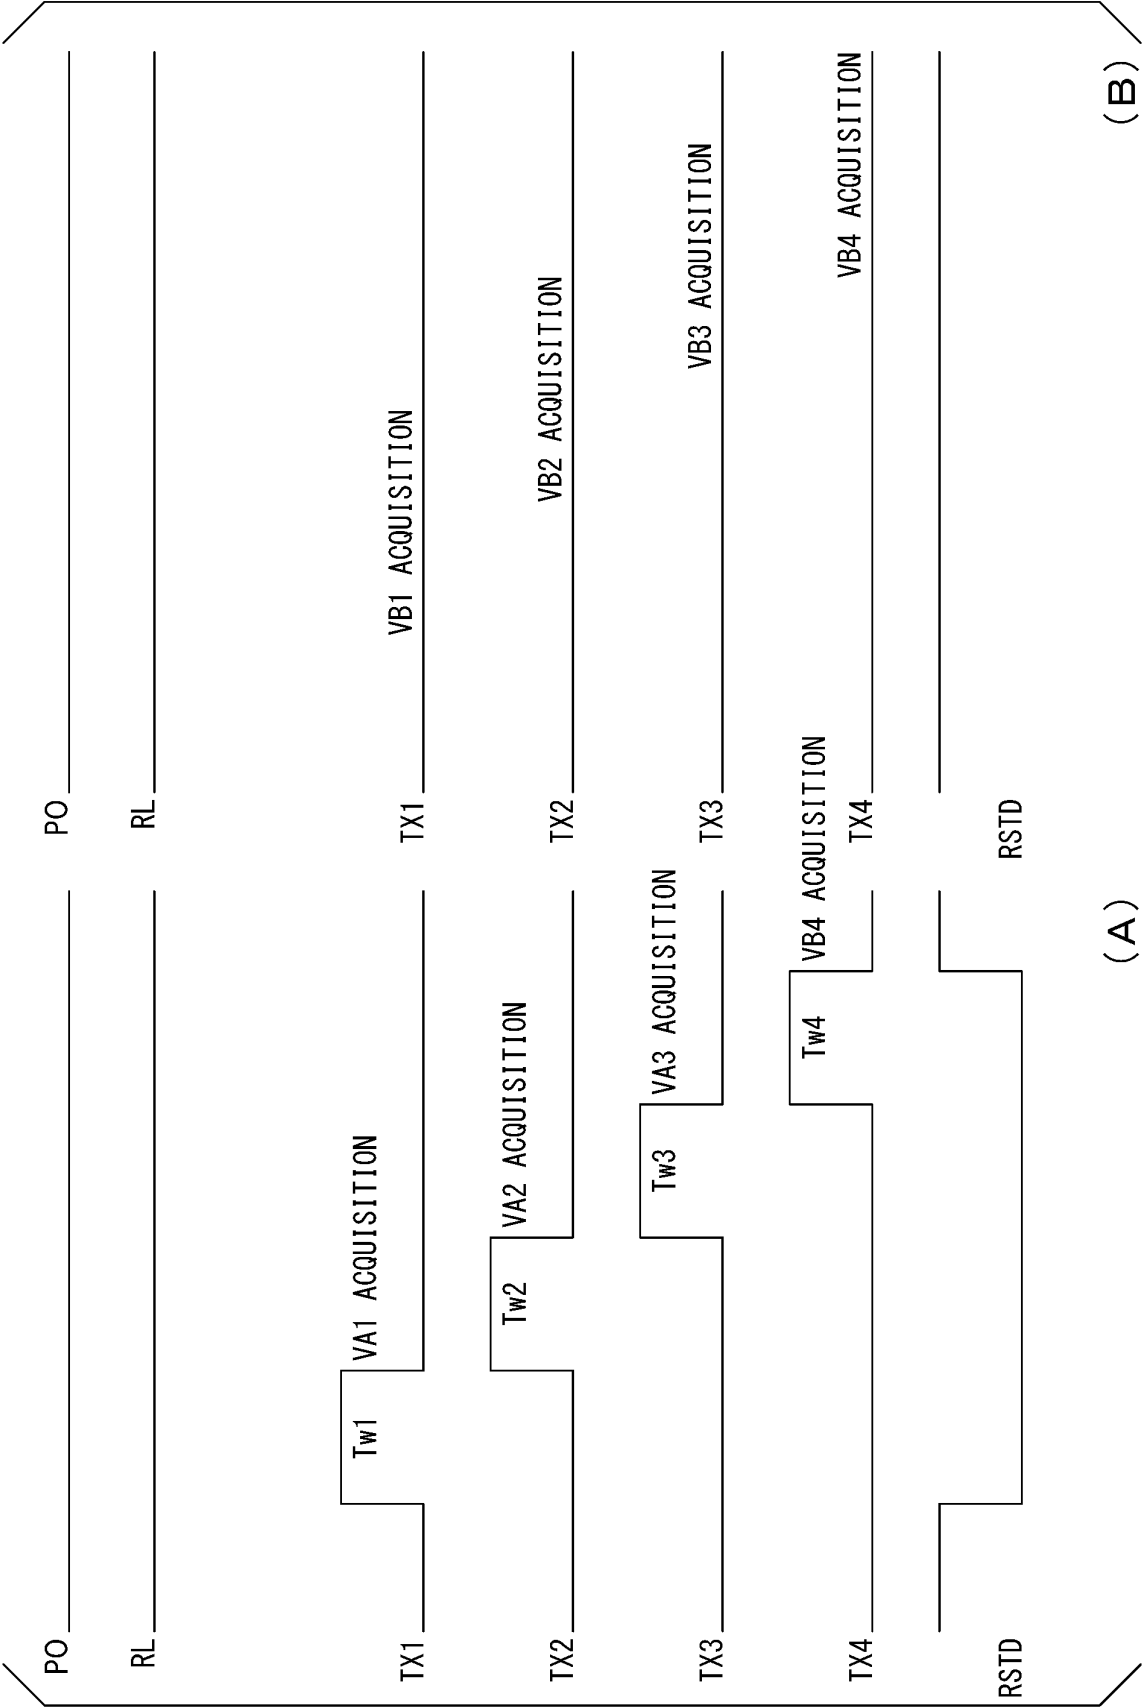 PO
RL
TX1
Tw1
VA1 ACQUISITION
TX2
Tw2
VA2 ACQUISITION
TX3
Tw3
VA3 ACQUISITION
TX4
Tw4
VB4 ACQUISITION
RSTD
(A)
PO
RL
TX1
VB1 ACQUISITION
TX2
VB2 ACQUISITION
TX3
VB3 ACQUISITION
TX4
VB4 ACQUISITION
RSTD
(B)